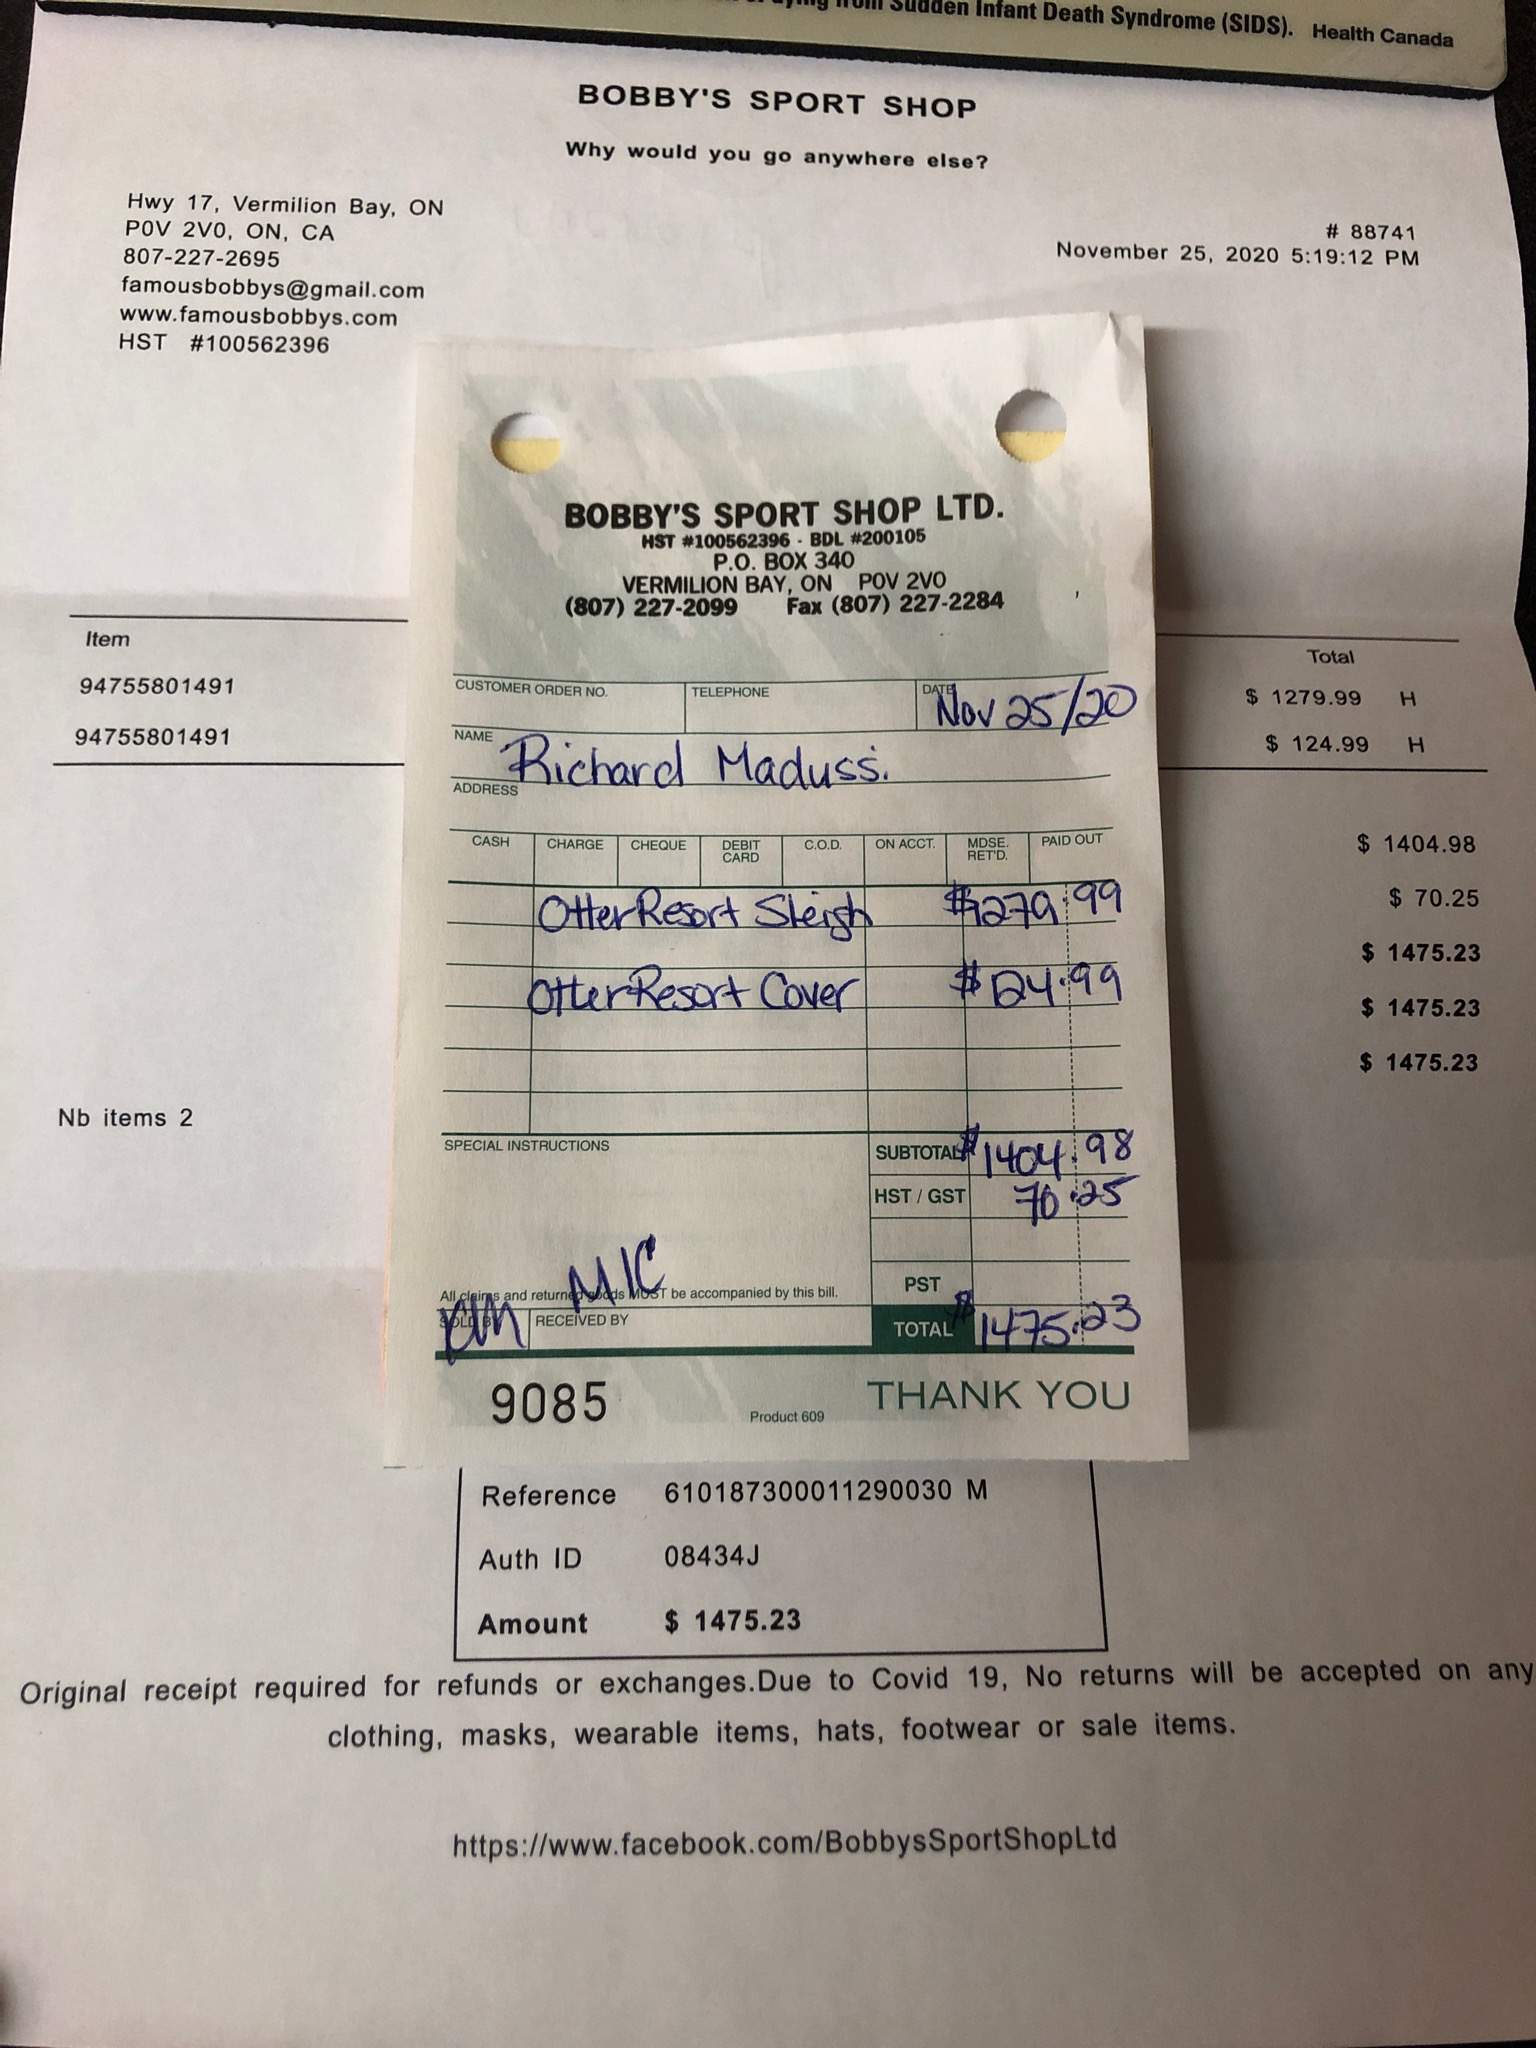 ying from Sudden Infant Death Syndrome (SIDS). Health Canada
BOBBY'S SPORT SHOP
Why would you go anywhere else?
Hwy 17, Vermilion Bay, ON
P0V 2V0, ON, CA
807-227-2695
famousbobbys@gmail.com
www.famousbobbys.com
HST #100562396
# 88741
November 25, 2020 5:19:12 PM
Item Total
94755801491 $ 1279.99 H
94755801491 $ 124.99 H
$ 1404.98
$ 70.25
$ 1475.23
$ 1475.23
$ 1475.23
Nb items 2
BOBBY'S SPORT SHOP LTD.
HST #100562396 - BDL #200105
P.O. BOX 340
VERMILION BAY, ON P0V 2V0
(807) 227-2099 Fax (807) 227-2284
CUSTOMER ORDER NO. TELEPHONE DATE Nov 25/20
NAME Richard Maduss.
ADDRESS
CASH CHARGE CHEQUE DEBIT CARD C.O.D. ON ACCT. MDSE. RET'D. PAID OUT
Otter Resort Sleigh $1279.99
Otter Resort Cover $124.99
SPECIAL INSTRUCTIONS
SUBTOTAL $1404.98
HST / GST 70.25
PST
TOTAL $1475.23
M/C
All claims and returned goods MUST be accompanied by this bill.
SOLD BY RECEIVED BY
9085 Product 609 THANK YOU
Reference 610187300011290030 M
Auth ID 08434J
Amount $ 1475.23
Original receipt required for refunds or exchanges.Due to Covid 19, No returns will be accepted on any
clothing, masks, wearable items, hats, footwear or sale items.
https://www.facebook.com/BobbysSportShopLtd